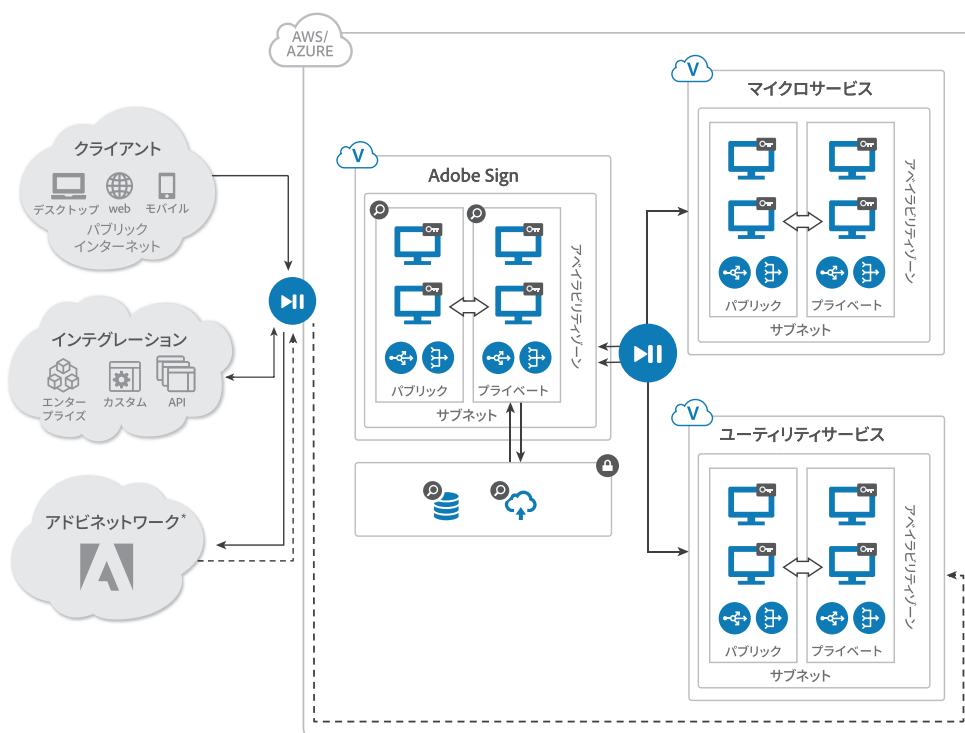 AWS/
AZURE
クライアント
デスクトップ web モバイル
パブリック
インターネット
インテグレーション
エンター
プライズ
カスタム
API
アドビネットワーク*
V
Adobe Sign
アベイラビリティゾーン
パブリック
プライベート
サブネット
V
マイクロサービス
アベイラビリティゾーン
パブリック
プライベート
サブネット
V
ユーティリティサービス
アベイラビリティゾーン
パブリック
プライベート
サブネット